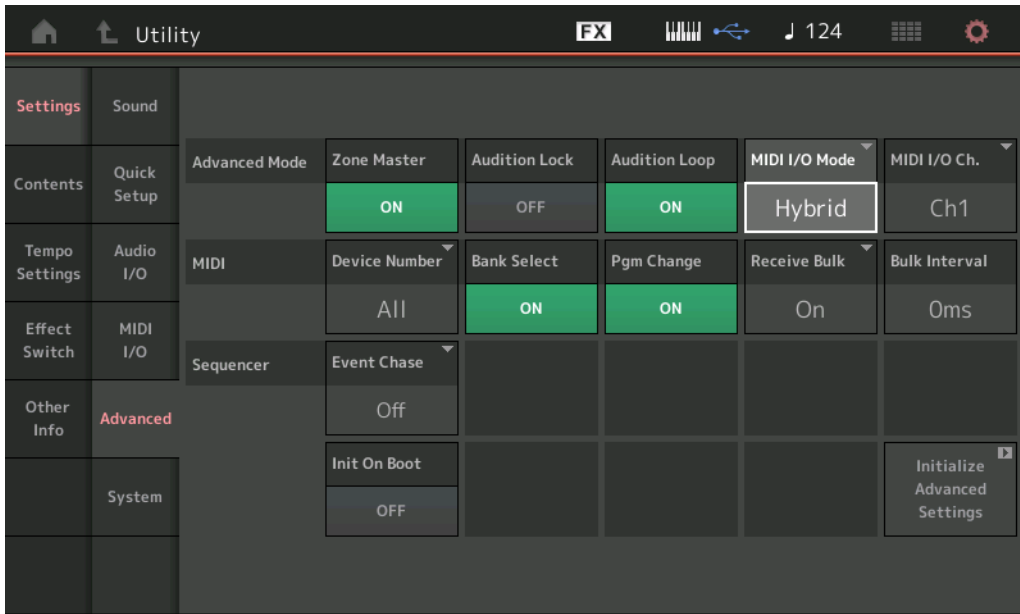 Utility
FX
124
Settings
Contents
Tempo
Settings
Effect
Switch
Other
Info
Sound
Quick
Setup
Audio
I/O
MIDI
I/O
Advanced
System
Advanced Mode
Zone Master
ON
Audition Lock
OFF
Audition Loop
ON
MIDI I/O Mode
Hybrid
MIDI I/O Ch.
Ch1
MIDI
Device Number
All
Bank Select
ON
Pgm Change
ON
Receive Bulk
On
Bulk Interval
0ms
Sequencer
Event Chase
Off
Init On Boot
OFF
Initialize
Advanced
Settings